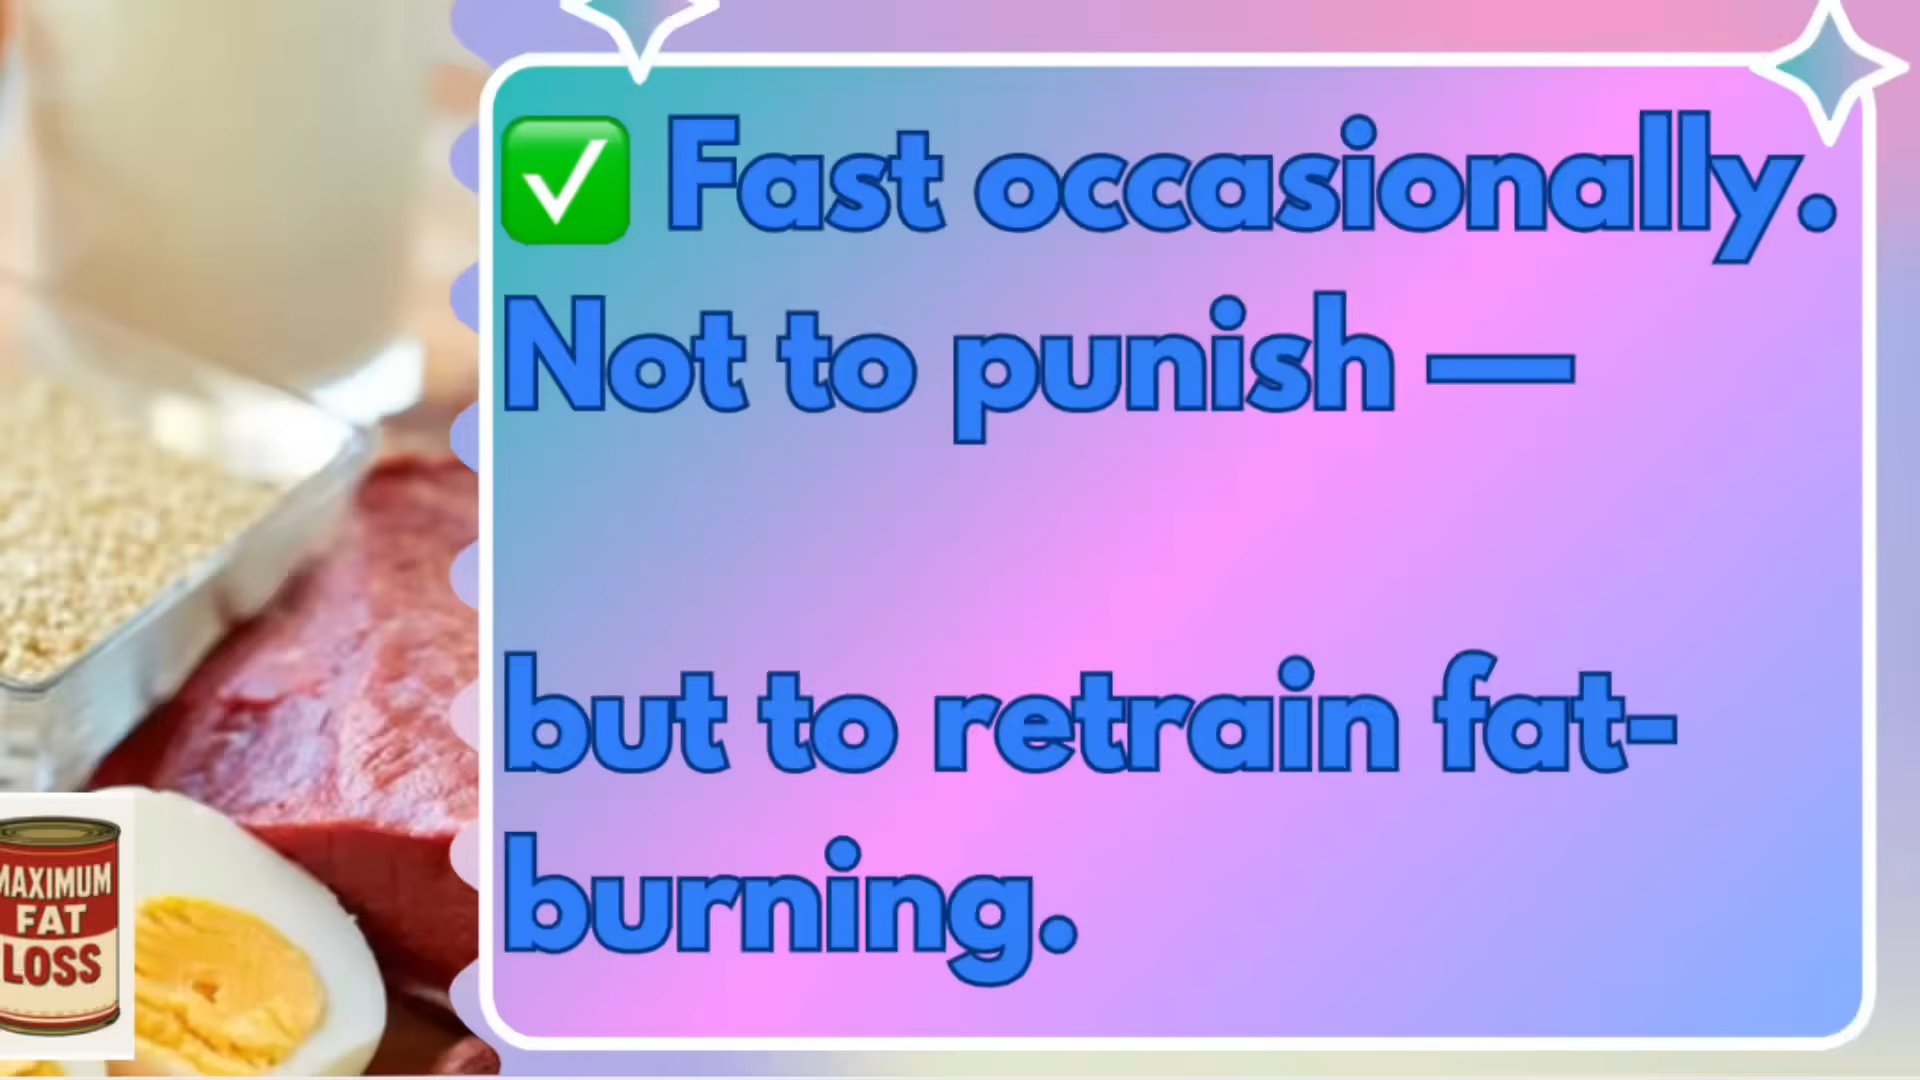 ✅ Fast occasionally.
Not to punish —
but to retrain fat-
burning.
MAXIMUM
FAT
LOSS